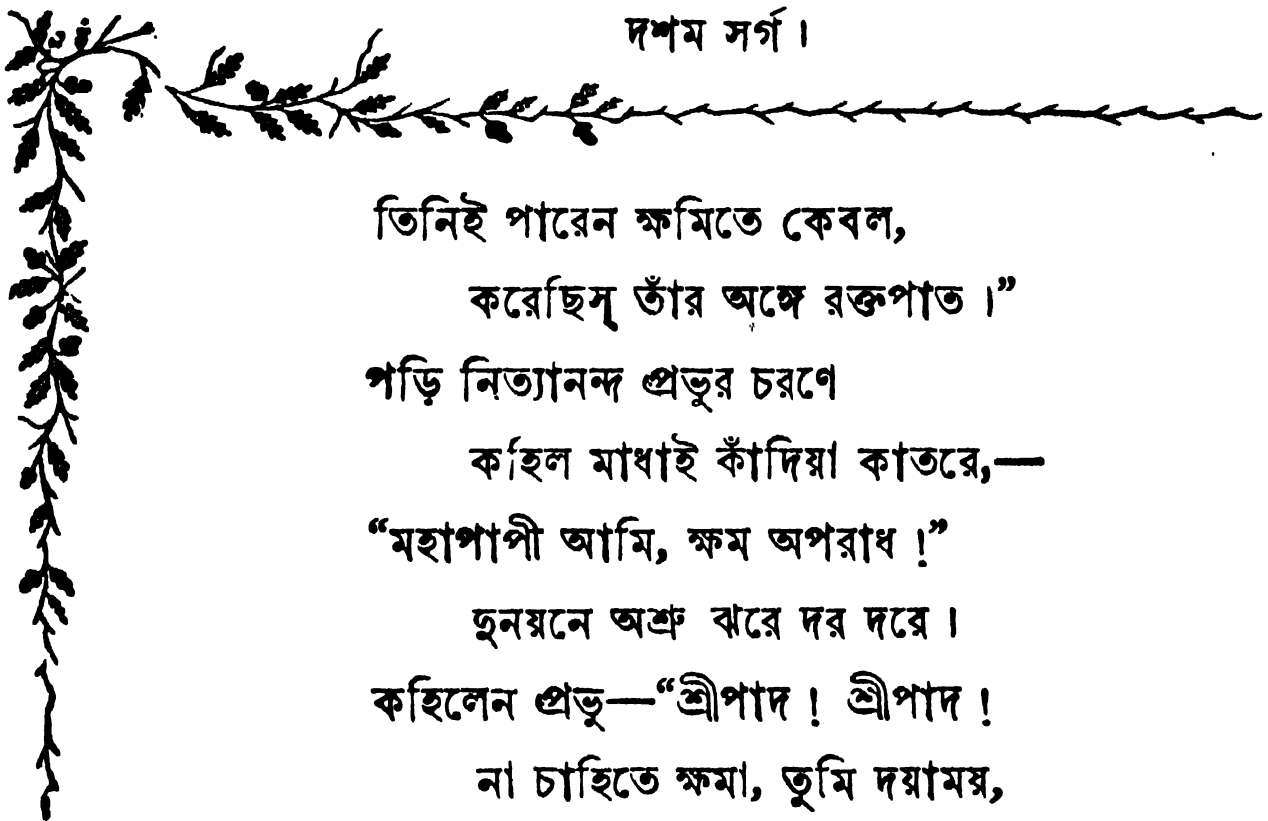 দশম সর্গ।
তিনিই পারেন ক্ষমিতে কেবল,
করেছিস্ তাঁর অঙ্গে রক্তপাত।”
পড়ি নিত্যানন্দ প্রভুর চরণে
কহিল মাধাই কাঁদিয়া কাতরে,—
“মহাপাপী আমি, ক্ষম অপরাধ!”
দুনয়নে অশ্রু ঝরে দর দরে।
কহিলেন প্রভু—“শ্রীপাদ! শ্রীপাদ!
না চাহিতে ক্ষমা, তুমি দয়াময়,